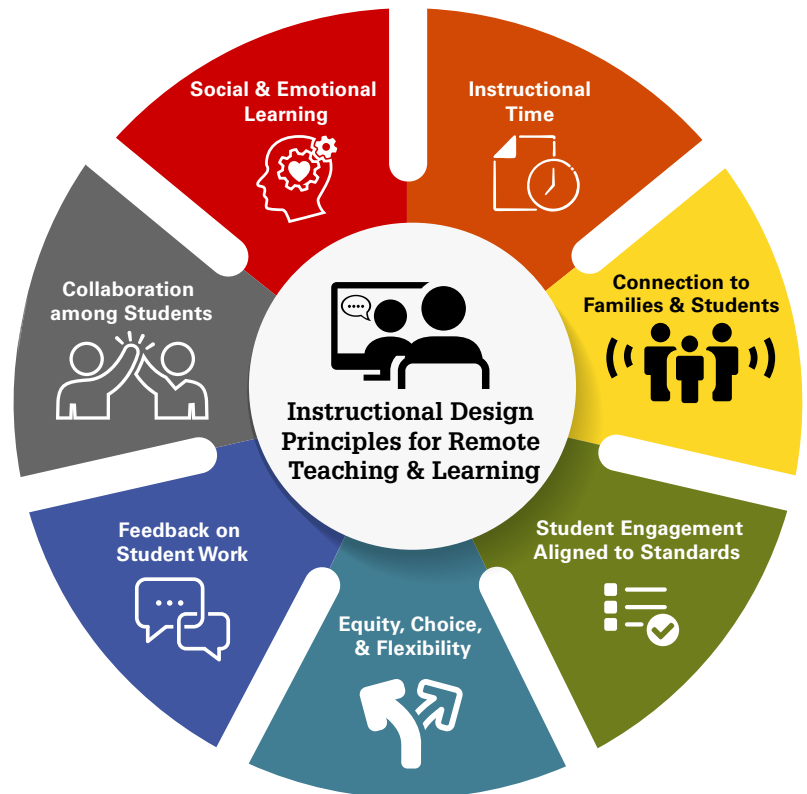 Social & Emotional
Learning
Instructional
Time
Connection to
Families & Students
Student Engagement
Aligned to Standards
Equity, Choice,
& Flexibility
Feedback on
Student Work
Collaboration
among Students
Instructional Design
Principles for Remote
Teaching & Learning